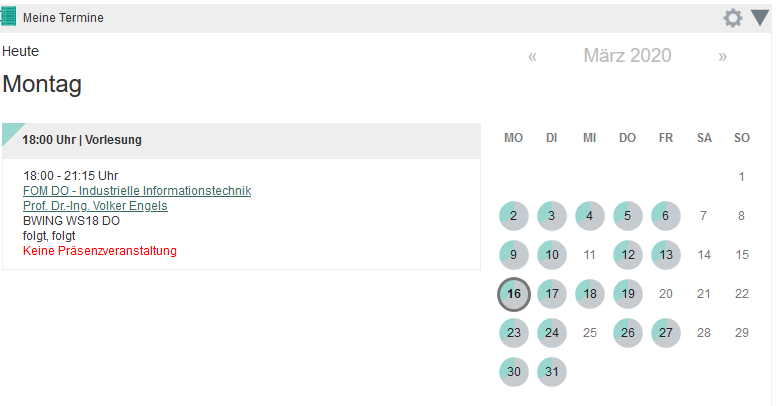 Meine Termine
Heute
Montag
18:00 Uhr | Vorlesung
18:00 - 21:15 Uhr
FOM DO - Industrielle Informationstechnik
Prof. Dr.-Ing. Volker Engels
BWING WS18 DO
folgt, folgt
Keine Präsenzveranstaltung
« März 2020 »
MO DI MI DO FR SA SO
1
2 3 4 5 6 7 8
9 10 11 12 13 14 15
16 17 18 19 20 21 22
23 24 25 26 27 28 29
30 31